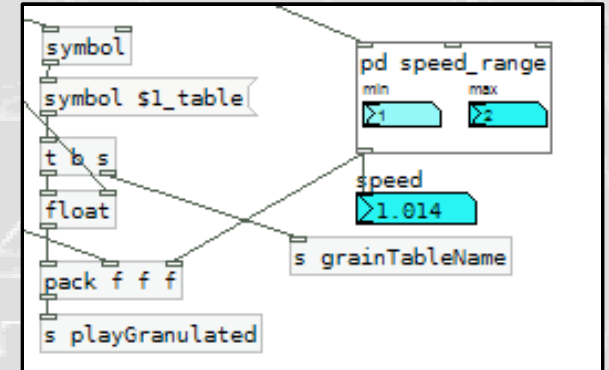 symbol
symbol $1_table
t b s
float
pack f f f
s playGranulated
pd speed_range
min max
1 2
speed
1.014
s grainTableName